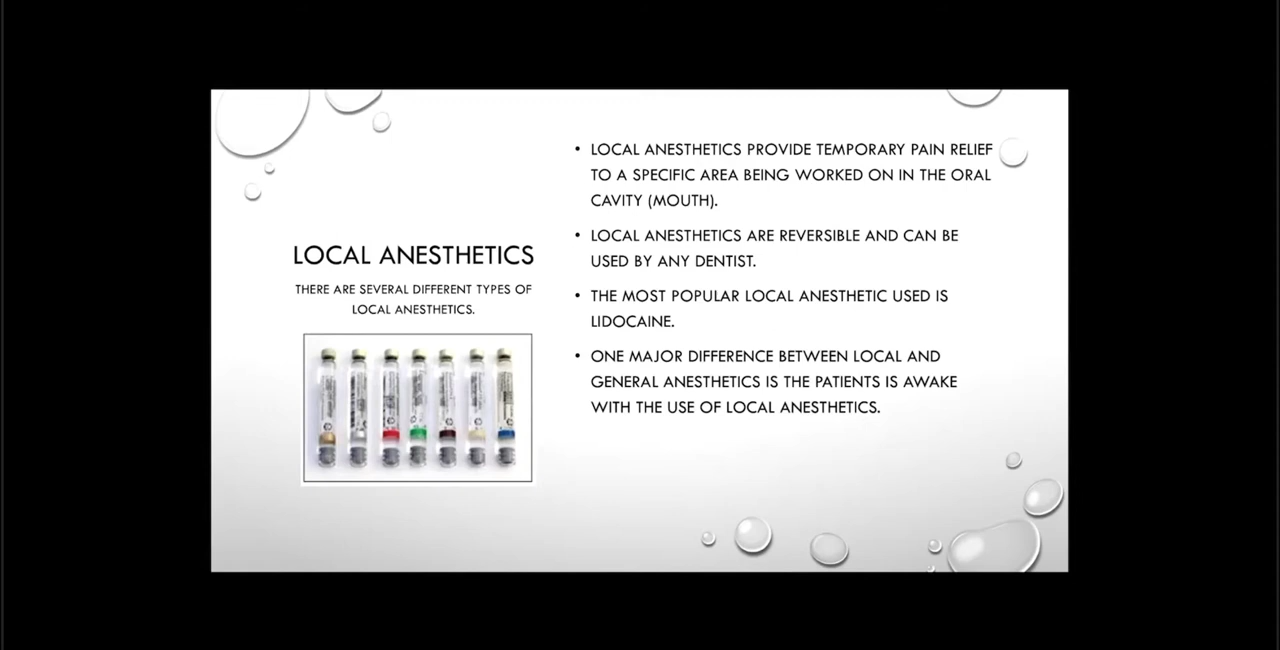 LOCAL ANESTHETICS
THERE ARE SEVERAL DIFFERENT TYPES OF
LOCAL ANESTHETICS.
• LOCAL ANESTHETICS PROVIDE TEMPORARY PAIN RELIEF
TO A SPECIFIC AREA BEING WORKED ON IN THE ORAL
CAVITY (MOUTH).
• LOCAL ANESTHETICS ARE REVERSIBLE AND CAN BE
USED BY ANY DENTIST.
• THE MOST POPULAR LOCAL ANESTHETIC USED IS
LIDOCAINE.
• ONE MAJOR DIFFERENCE BETWEEN LOCAL AND
GENERAL ANESTHETICS IS THE PATIENTS IS AWAKE
WITH THE USE OF LOCAL ANESTHETICS.